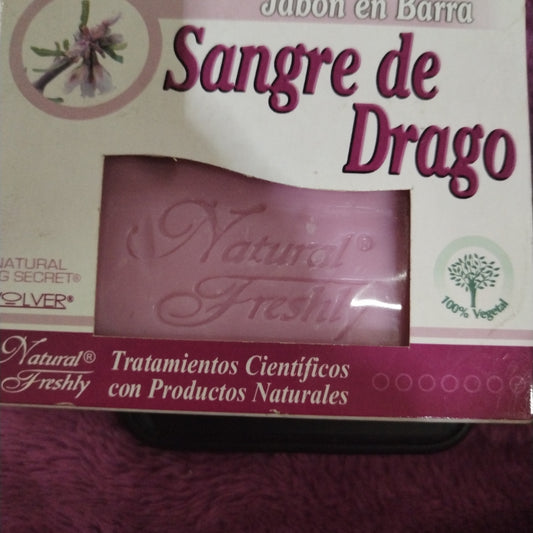 Jabón en Barra
Sangre de
Drago
Natural®
Freshly
NATURAL
G SECRET®
VOLVER®
100% Vegetal
Natural®
Freshly
Tratamientos Científicos
con Productos Naturales